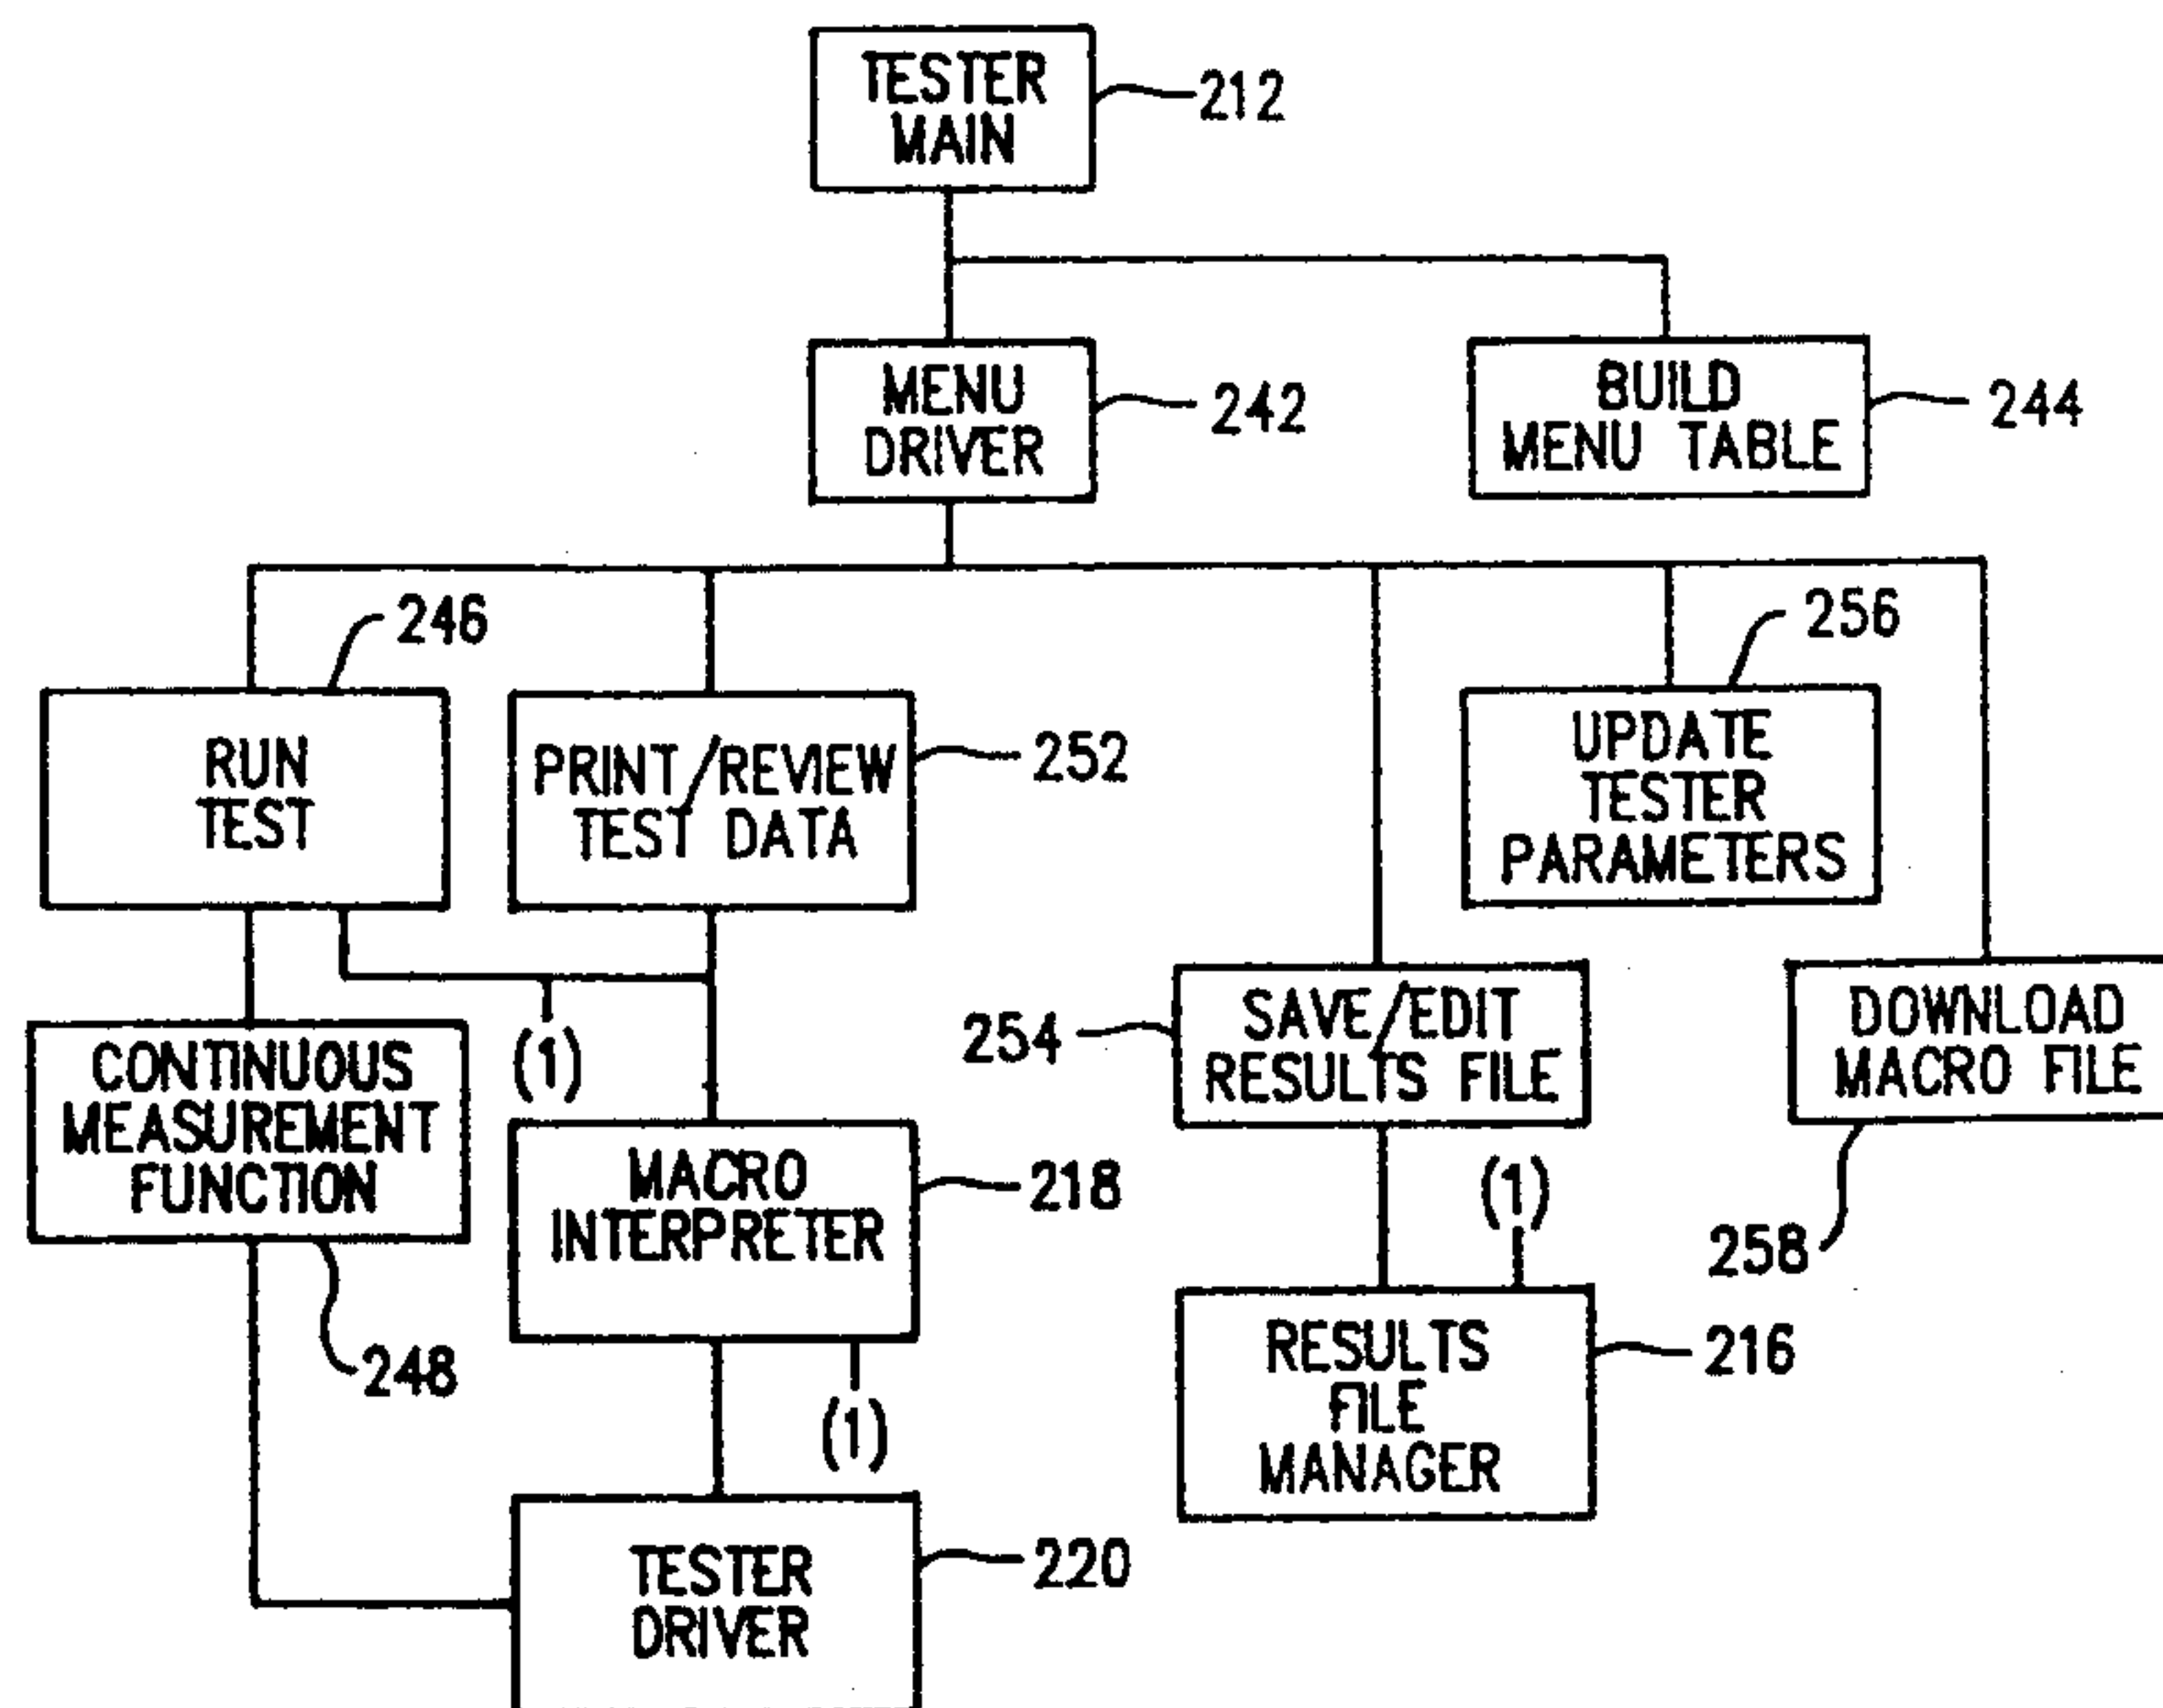 TESTER
MAIN
212
MENU
DRIVER
242
BUILD
MENU TABLE
244
246
256
RUN
TEST
PRINT/REVIEW
TEST DATA
252
UPDATE
TESTER
PARAMETERS
(1)
254
SAVE/EDIT
RESULTS FILE
DOWNLOAD
MACRO FILE
258
CONTINUOUS
MEASUREMENT
FUNCTION
248
MACRO
INTERPRETER
218
(1)
(1)
RESULTS
FILE
MANAGER
216
TESTER
DRIVER
220